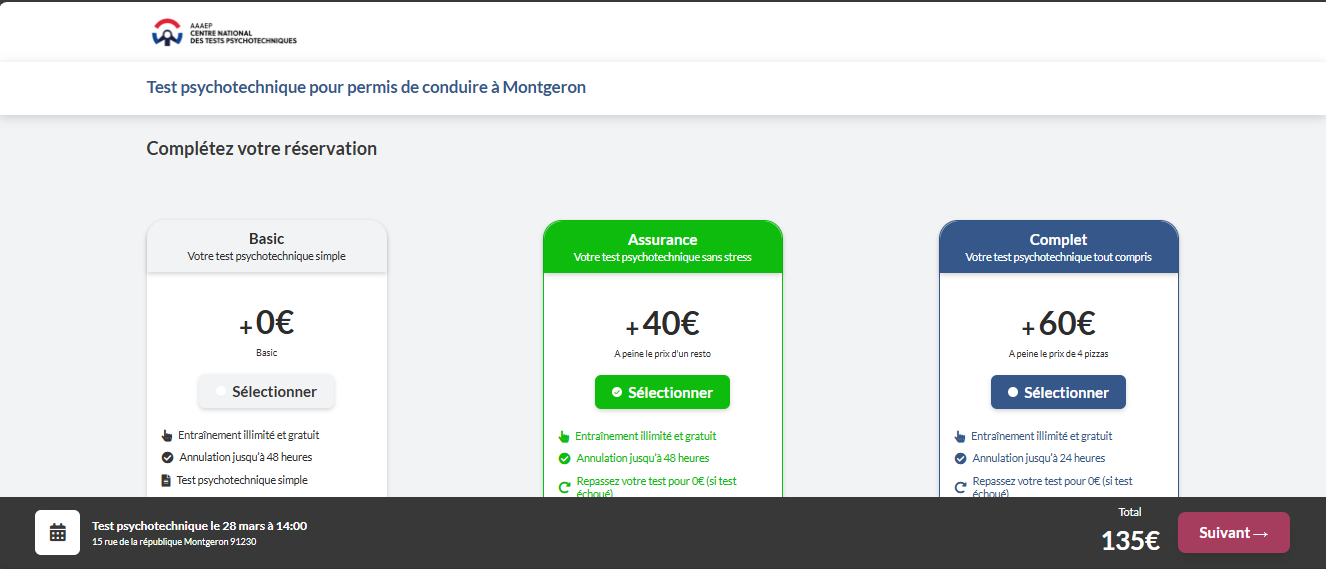 AAAEP
CENTRE NATIONAL
DES TESTS PSYCHOTECHNIQUES
Test psychotechnique pour permis de conduire à Montgeron
Complétez votre réservation
Basic
Votre test psychotechnique simple
+0€
Basic
Sélectionner
Entraînement illimité et gratuit
Annulation jusqu'à 48 heures
Test psychotechnique simple
Assurance
Votre test psychotechnique sans stress
+40€
A peine le prix d'un resto
Sélectionner
Entraînement illimité et gratuit
Annulation jusqu'à 48 heures
Repassez votre test pour 0€ (si test
échoué)
Complet
Votre test psychotechnique tout compris
+60€
A peine le prix de 4 pizzas
Sélectionner
Entraînement illimité et gratuit
Annulation jusqu'à 24 heures
Repassez votre test pour 0€ (si test
échoué)
Test psychotechnique le 28 mars à 14:00
15 rue de la république Montgeron 91230
Total
135€
Suivant→